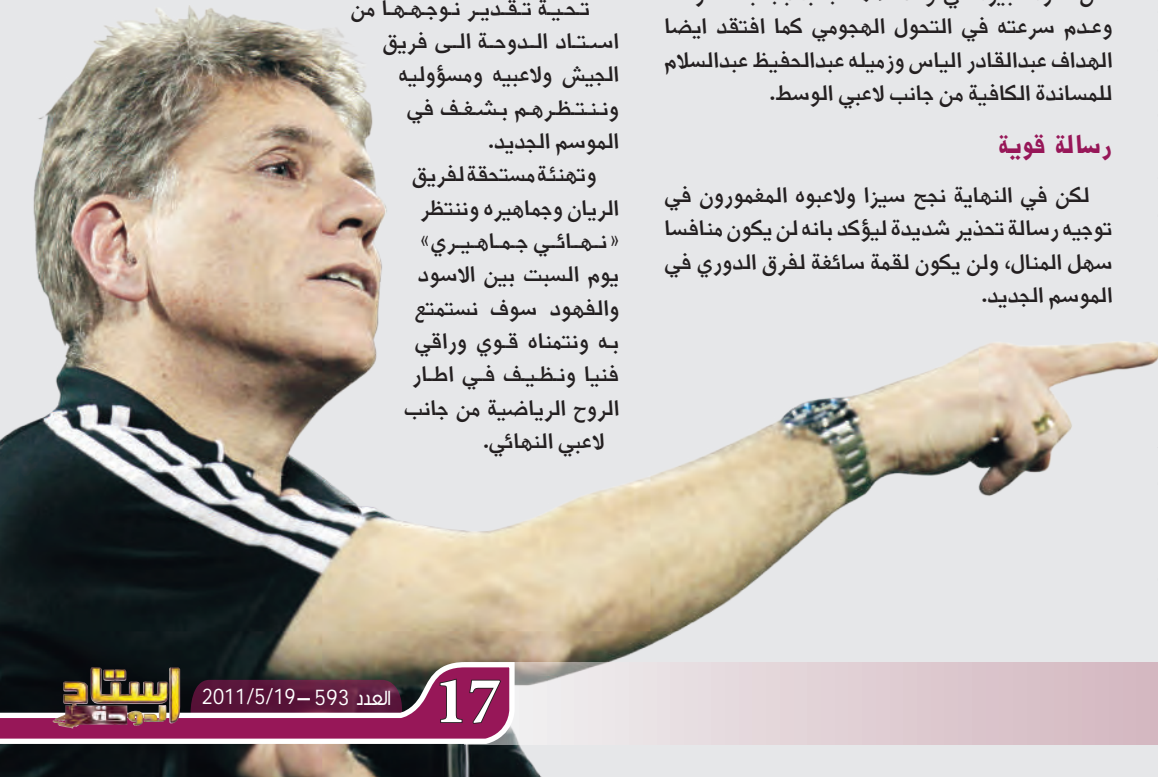 وعدم سرعته في التحول الهجومي كما افتقد ايضا
الهداف عبدالقادر الياس وزميله عبدالحفيظ عبدالسلام
للمساندة الكافية من جانب لاعبي الوسط.
رسالة قوية
لكن في النهاية نجح سيزا ولاعبوه المغمورون في
توجيه رسالة تحذير شديدة ليؤكد بانه لن يكون منافسا
سهل المنال، ولن يكون لقمة سائغة لفرق الدوري في
الموسم الجديد.
تحية تقدير نوجهها من
استاد الدوحة الى فريق
الجيش ولاعبيه ومسؤوليه
وننتظرهم بشغف في
الموسم الجديد.
وتهنئة مستحقة لفريق
الريان وجماهيره وننتظر
«نهائي جماهيري»
يوم السبت بين الاسود
والفهود سوف نستمتع
به ونتمناه قوي وراقي
فنيا ونظيف في اطار
الروح الرياضية من جانب
لاعبي النهائي.
استاد
الدوحة
العدد 593 – 2011/5/19
17